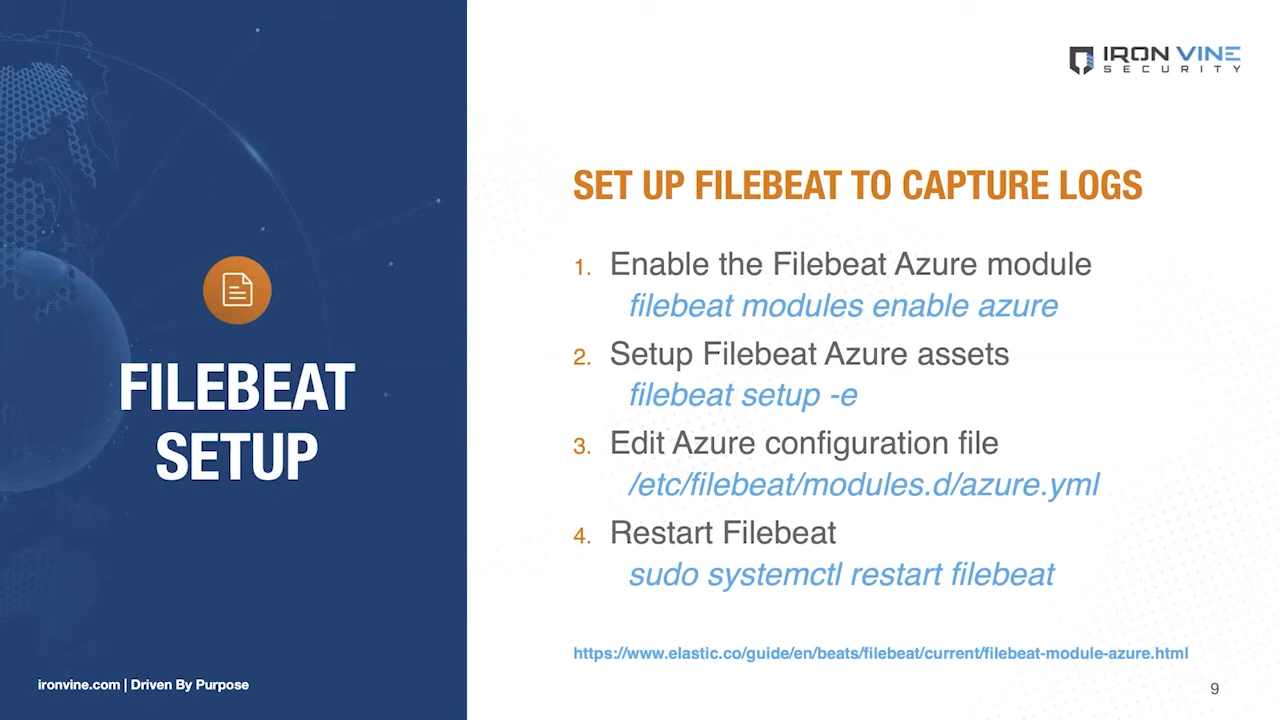 IRON VINE
SECURITY
FILEBEAT
SETUP
SET UP FILEBEAT TO CAPTURE LOGS
1. Enable the Filebeat Azure module
filebeat modules enable azure
2. Setup Filebeat Azure assets
filebeat setup -e
3. Edit Azure configuration file
/etc/filebeat/modules.d/azure.yml
4. Restart Filebeat
sudo systemctl restart filebeat
https://www.elastic.co/guide/en/beats/filebeat/current/filebeat-module-azure.html
ironvine.com | Driven By Purpose
9